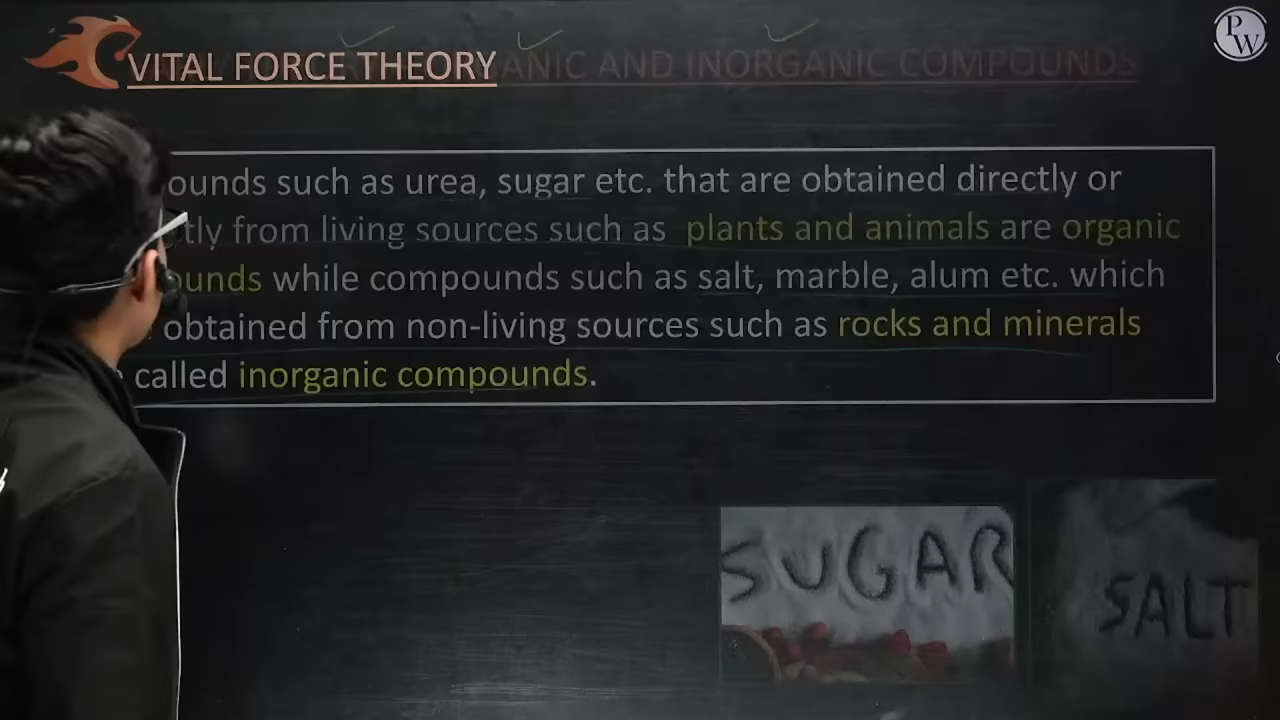 PW
VITAL FORCE THEORY ANIC AND INORGANIC COMPOUNDS
ounds such as urea, sugar etc. that are obtained directly or
tly from living sources such as plants and animals are organic
ounds while compounds such as salt, marble, alum etc. which
obtained from non-living sources such as rocks and minerals
called inorganic compounds.
SUGAR
SALT